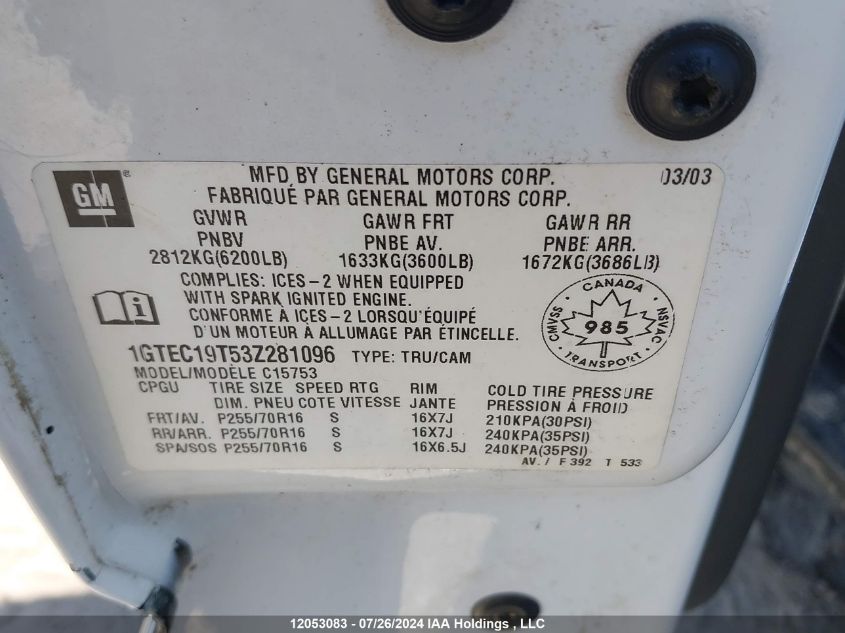 MFD BY GENERAL MOTORS CORP. 03/03
FABRIQUÉ PAR GENERAL MOTORS CORP.
GM®
GVWR GAWR FRT GAWR RR
PNBV PNBE AV. PNBE ARR.
2812KG(6200LB) 1633KG(3600LB) 1672KG(3686LB)
COMPLIES: ICES-2 WHEN EQUIPPED
WITH SPARK IGNITED ENGINE.
CONFORME À ICES-2 LORSQU'ÉQUIPÉ
D'UN MOTEUR À ALLUMAGE PAR ÉTINCELLE.
CANADA
CMVSS 985 NSVAC
TRANSPORT
1GTEC19T53Z281096 TYPE: TRU/CAM
MODEL/MODÈLE C15753
CPGU TIRE SIZE SPEED RTG RIM COLD TIRE PRESSURE
DIM. PNEU COTE VITESSE JANTE PRESSION À FROID
FRT/AV. P255/70R16 S 16X7J 210KPA(30PSI)
RR/ARR. P255/70R16 S 16X7J 240KPA(35PSI)
SPA/SOS P255/70R16 S 16X6.5J 240KPA(35PSI)
AV./ F 392 T 533
12053083 - 07/26/2024 IAA Holdings , LLC